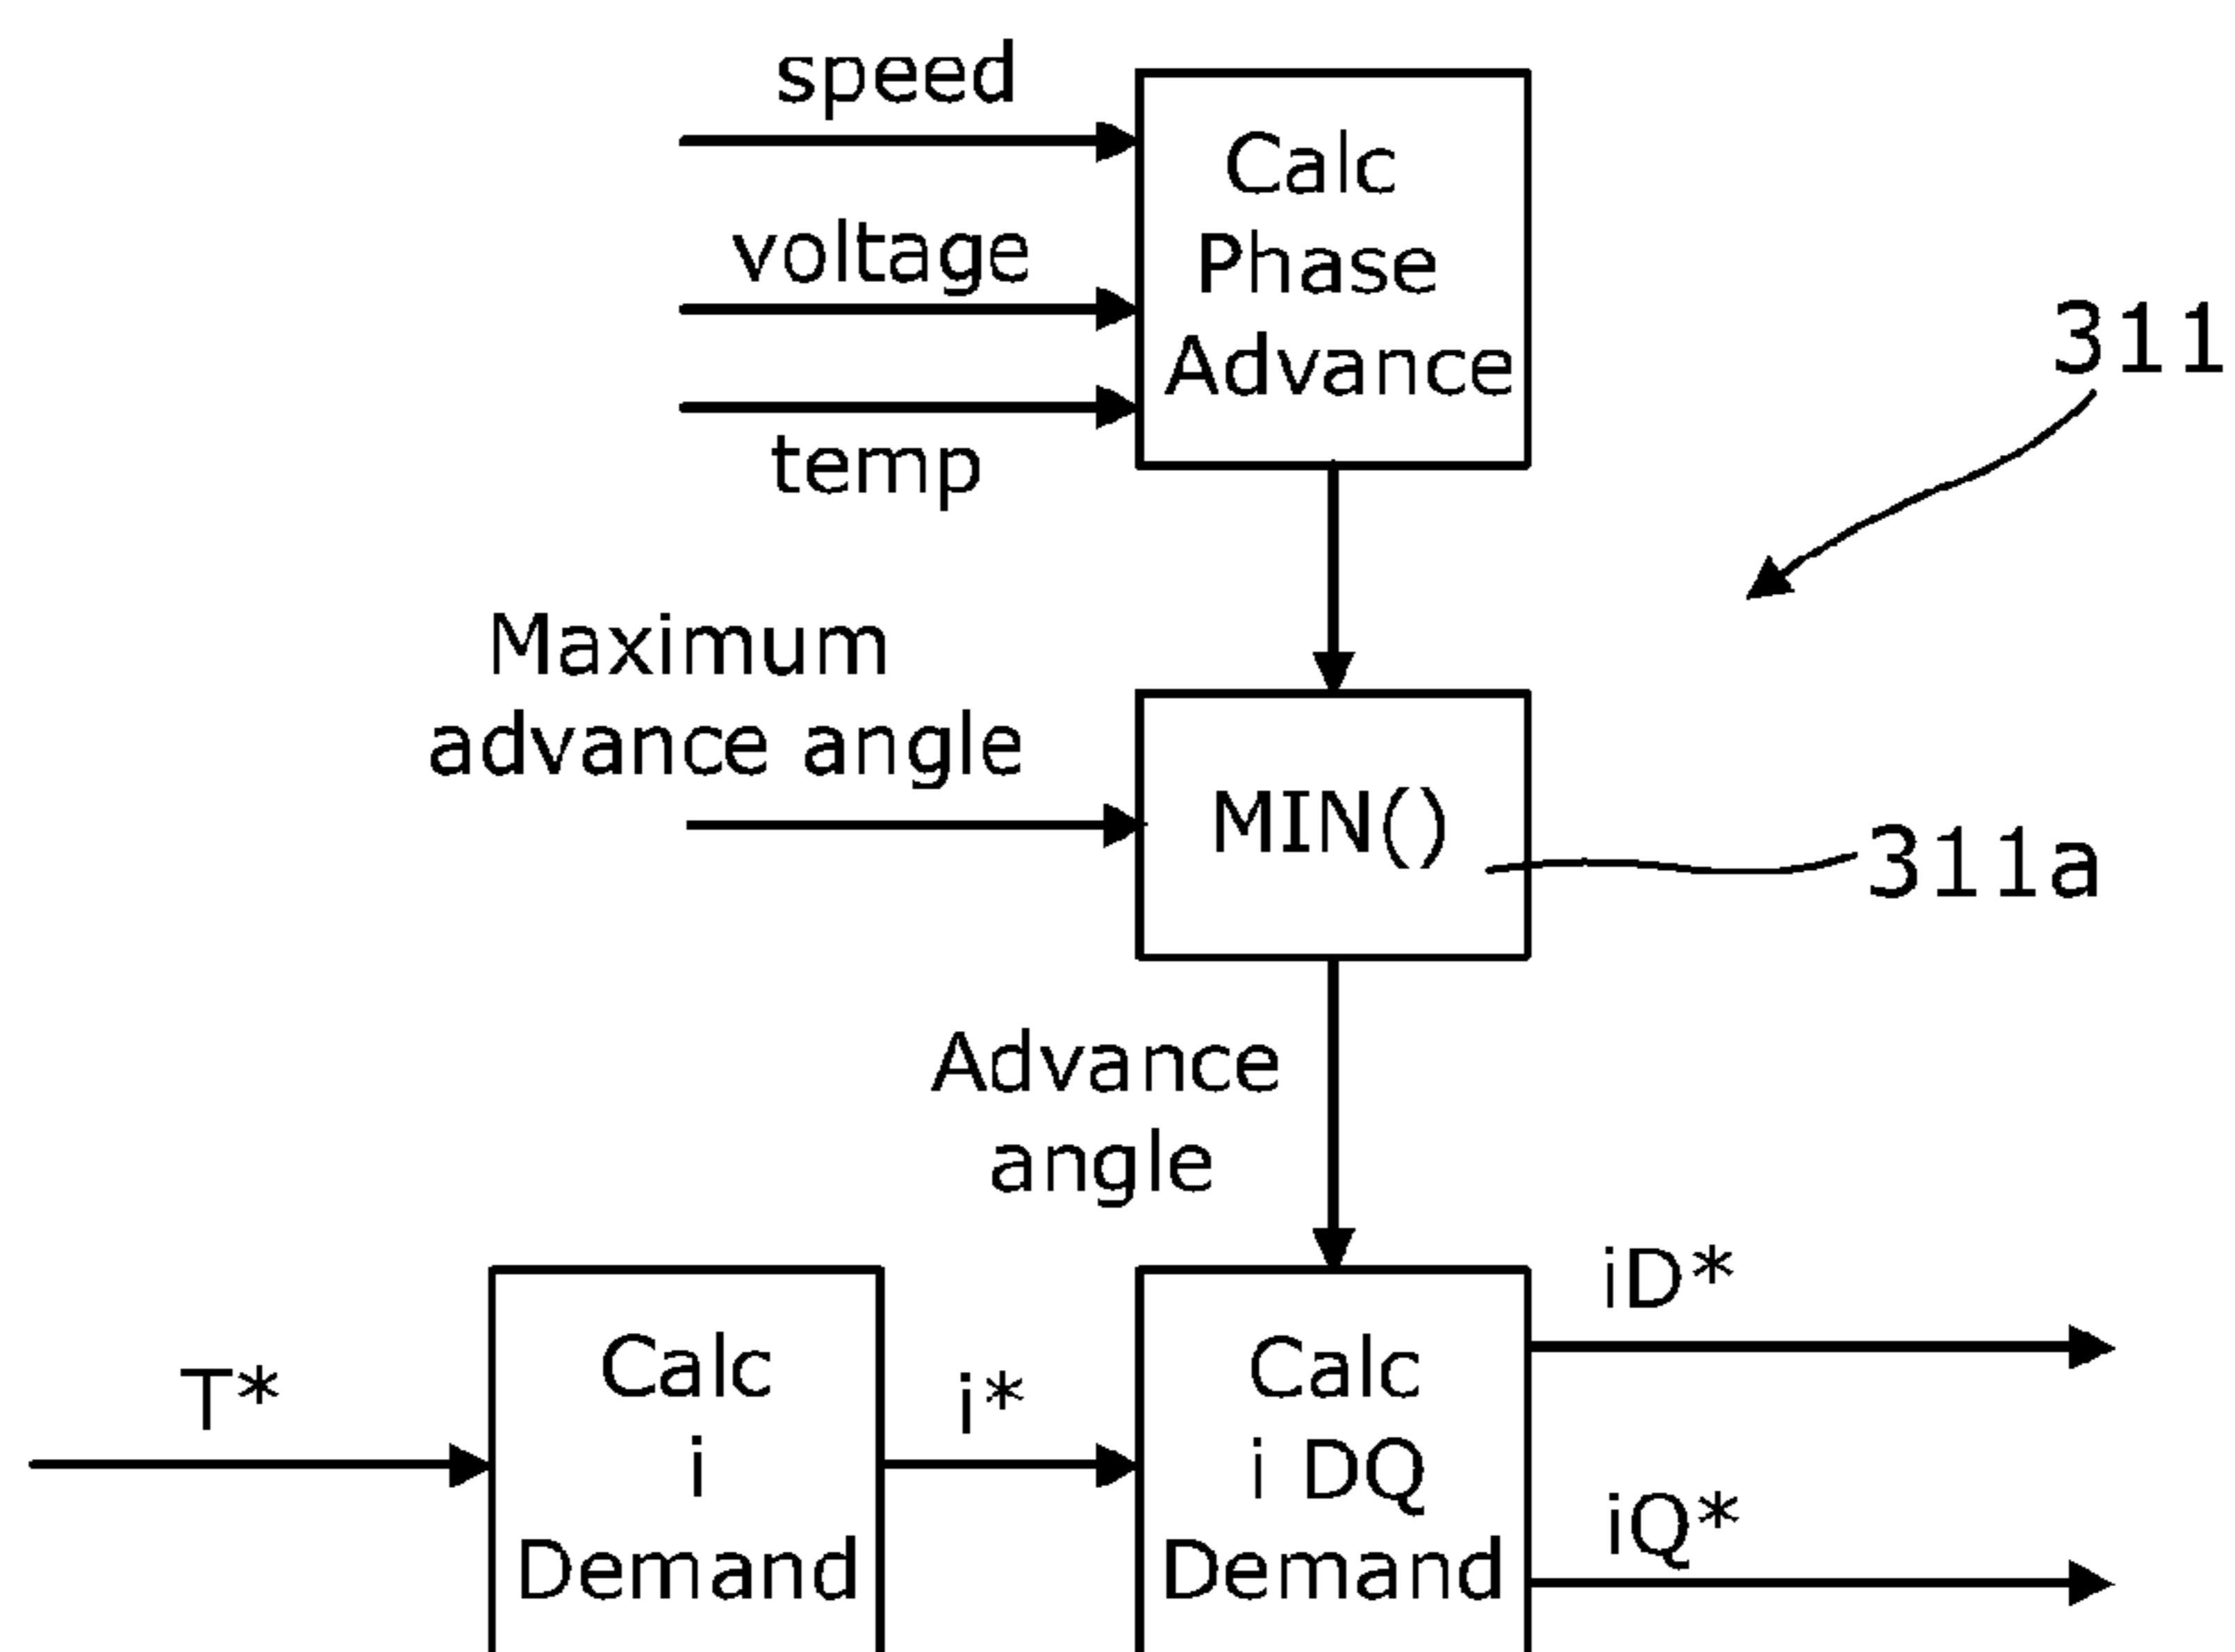 speed
voltage
temp
Calc
Phase
Advance
311
Maximum
advance angle
MIN()
311a
Advance
angle
T*
Calc
i
Demand
i*
Calc
i DQ
Demand
iD*
iQ*